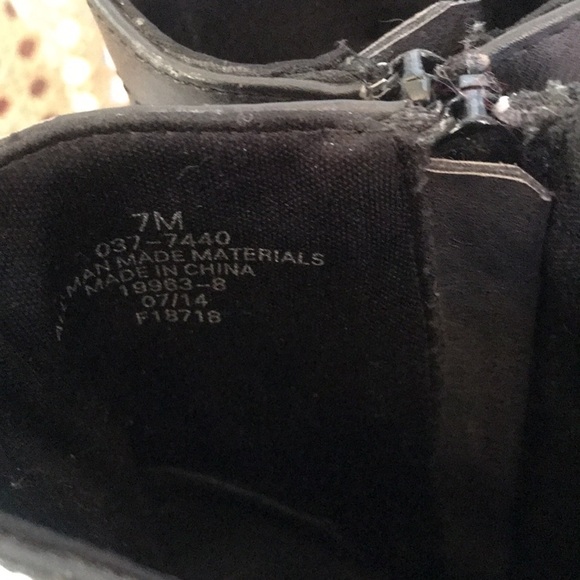 7M
037-7440
ALL MAN MADE MATERIALS
MADE IN CHINA
19963-8
07/14
F18718